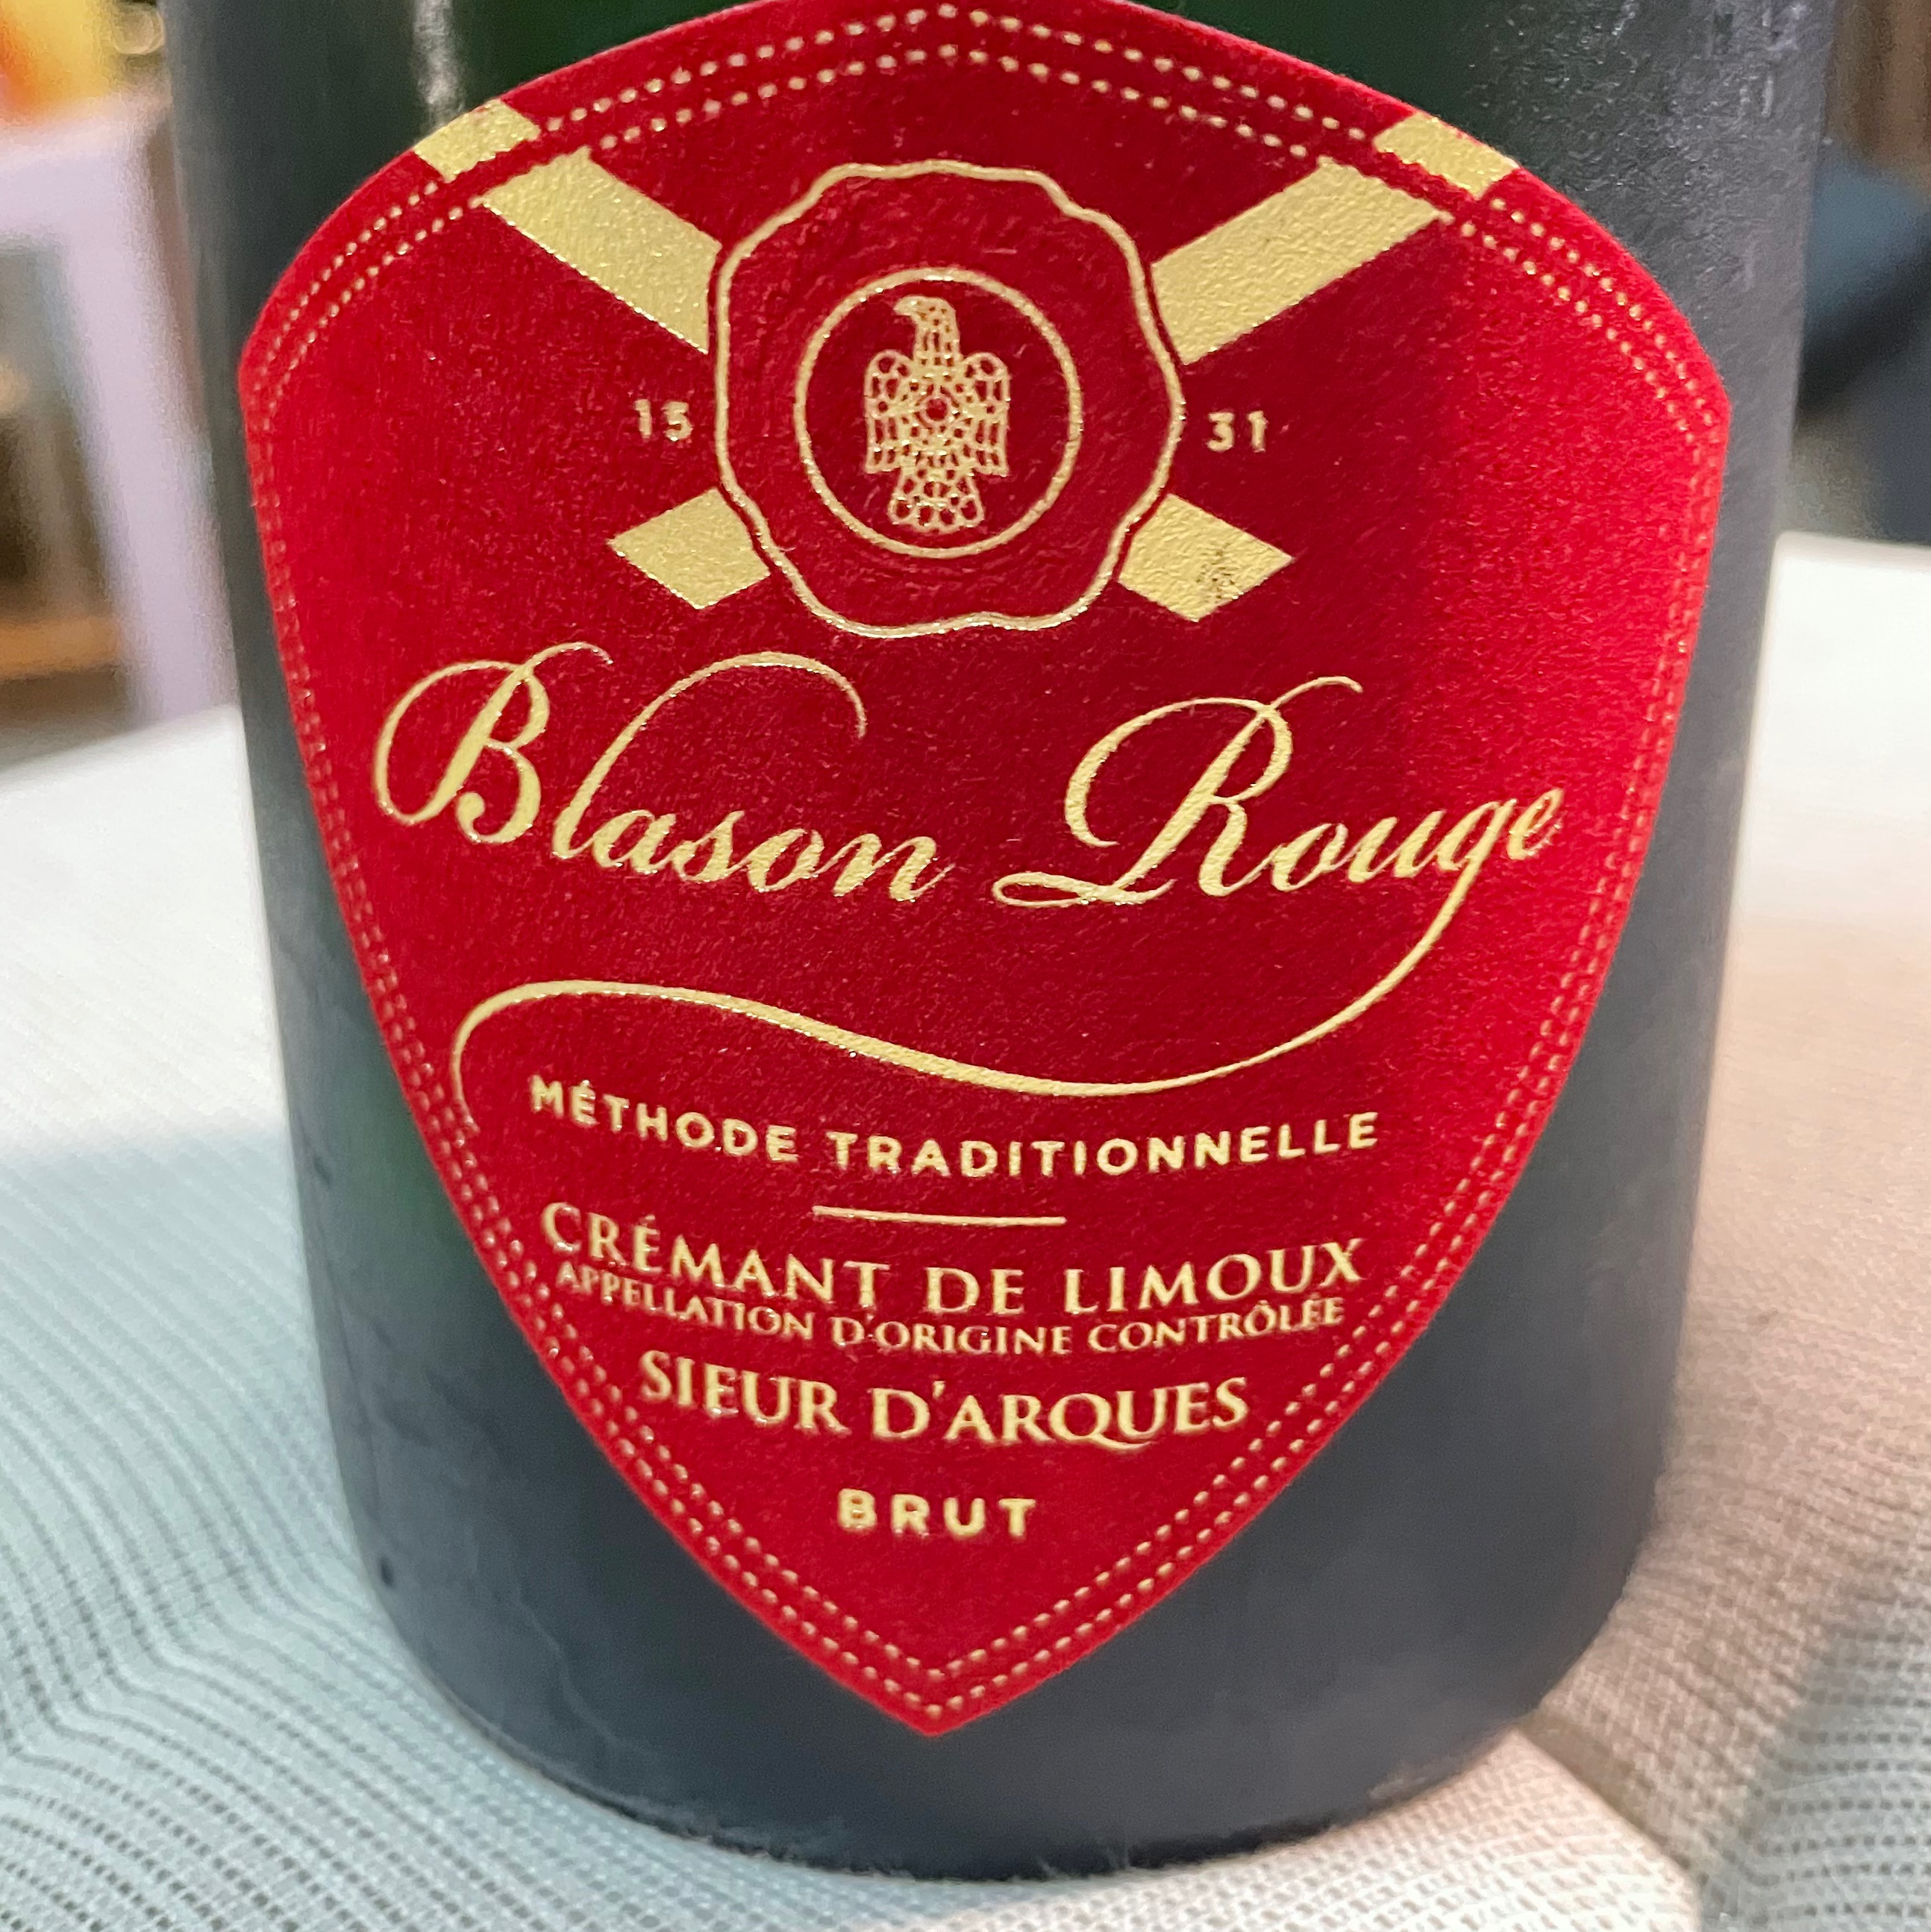 15 31
Blason Rouge
MÉTHODE TRADITIONNELLE
CRÉMANT DE LIMOUX
APPELLATION D'ORIGINE CONTRÔLÉE
SIEUR D'ARQUES
BRUT